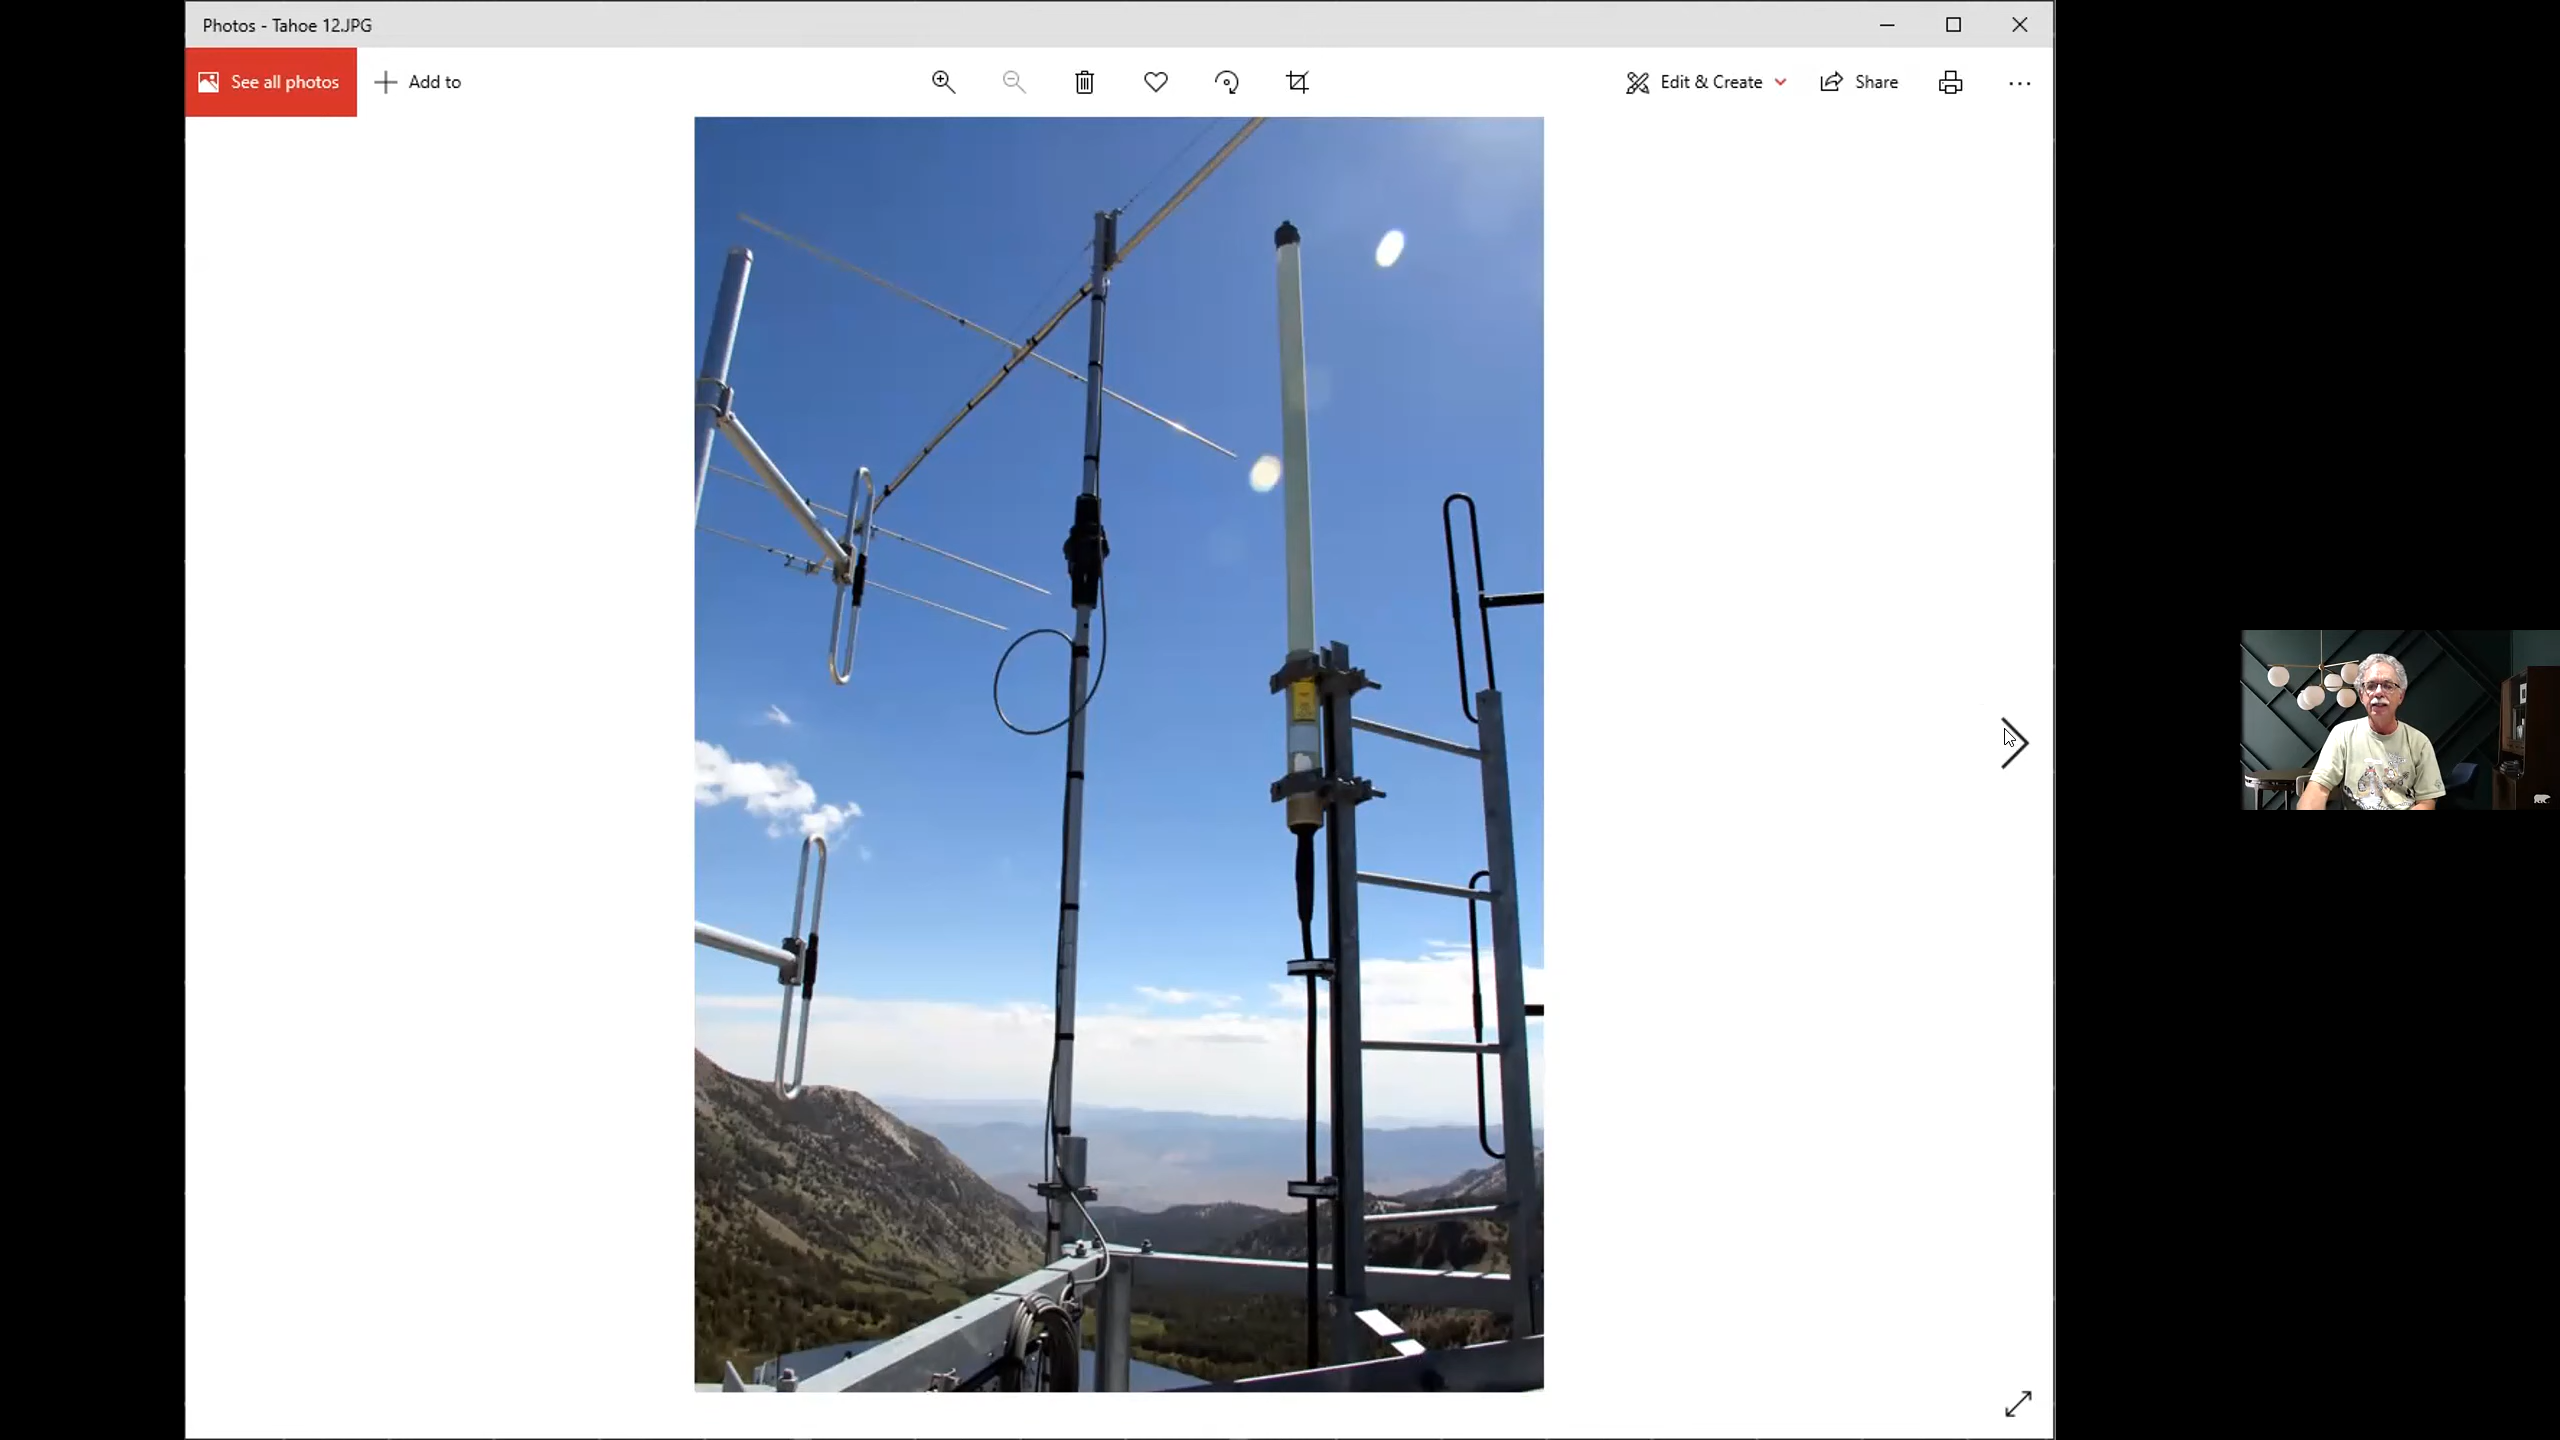 Photos - Tahoe 12.JPG
See all photos
Add to
Edit & Create
Share